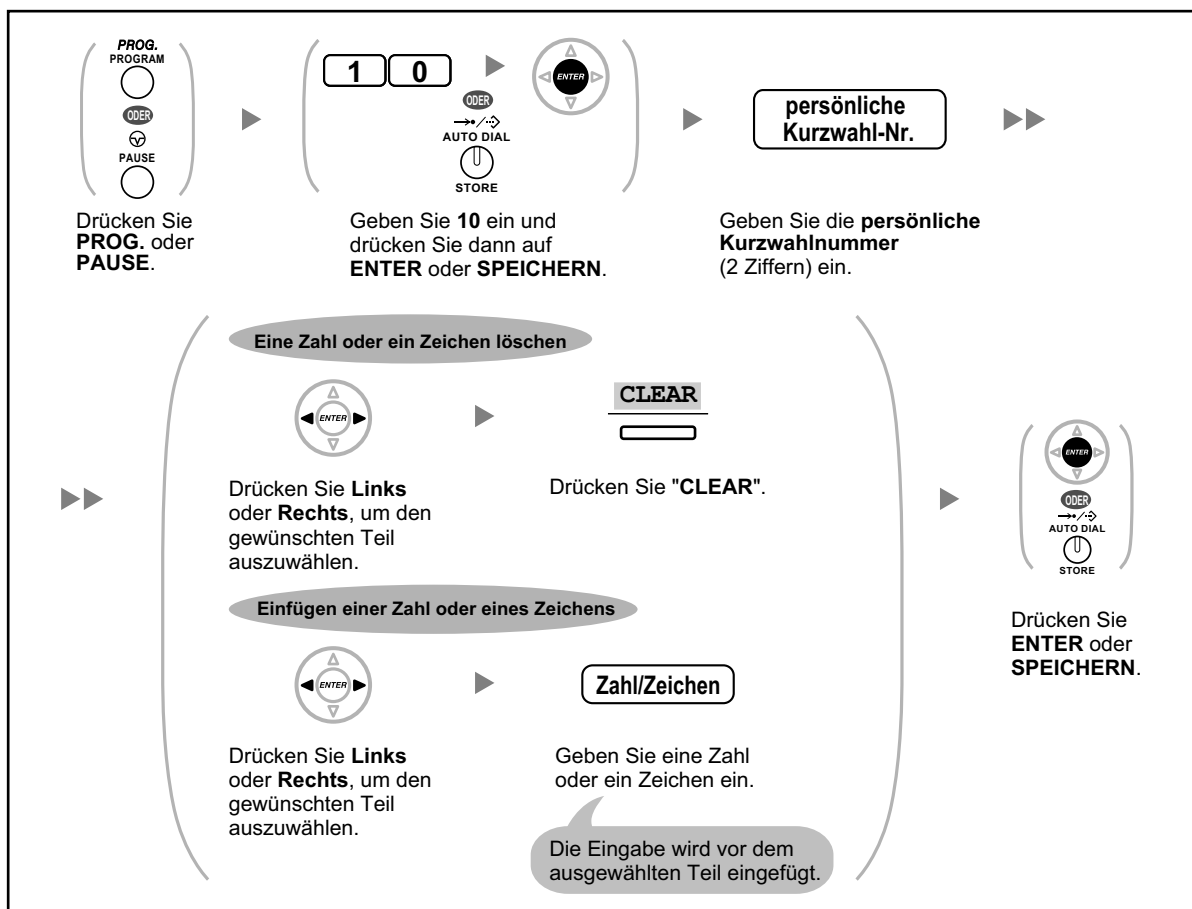 PROG.
PROGRAM
ODER
PAUSE
Drücken Sie
PROG. oder
PAUSE.
1 0
ENTER
ODER
AUTO DIAL
STORE
Geben Sie 10 ein und
drücken Sie dann auf
ENTER oder SPEICHERN.
persönliche
Kurzwahl-Nr.
Geben Sie die persönliche
Kurzwahlnummer
(2 Ziffern) ein.
Eine Zahl oder ein Zeichen löschen
ENTER
Drücken Sie Links
oder Rechts, um den
gewünschten Teil
auszuwählen.
CLEAR
Drücken Sie "CLEAR".
Einfügen einer Zahl oder eines Zeichens
ENTER
Drücken Sie Links
oder Rechts, um den
gewünschten Teil
auszuwählen.
Zahl/Zeichen
Geben Sie eine Zahl
oder ein Zeichen ein.
Die Eingabe wird vor dem
ausgewählten Teil eingefügt.
ENTER
ODER
AUTO DIAL
STORE
Drücken Sie
ENTER oder
SPEICHERN.